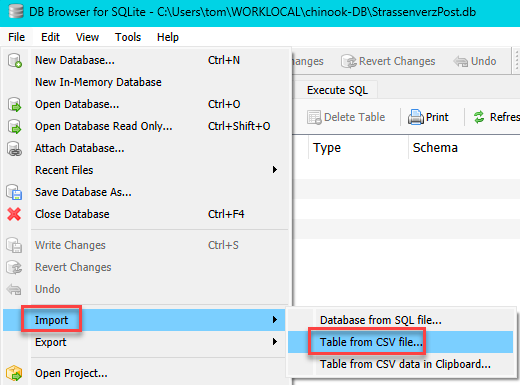 DB Browser for SQLite - C:\Users\tom\WORKLOCAL\chinook-DB\StrassenverzPost.db
File Edit View Tools Help
New Database... Ctrl+N
New In-Memory Database
Open Database... Ctrl+O
Open Database Read Only... Ctrl+Shift+O
Attach Database...
Recent Files
Save Database As...
Close Database Ctrl+F4
Write Changes Ctrl+S
Revert Changes
Undo
Import
Export
Open Project...
Revert Changes Undo
Execute SQL
Delete Table Print
Type Schema
Database from SQL file...
Table from CSV file...
Table from CSV data in Clipboard...